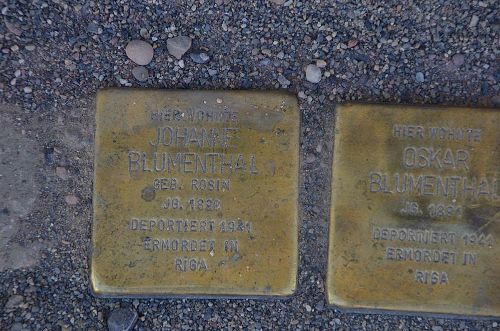 HIER WOHNTE
JOHANNE
BLUMENTHAL
GEB. ROSIN
JG.
DEPORTIERT 1941
ERMORDET IN
RIGA
HIER WOHNTE
OSKAR
BLUMENTHAL
JG.
DEPORTIERT 1941
ERMORDET IN
RIGA